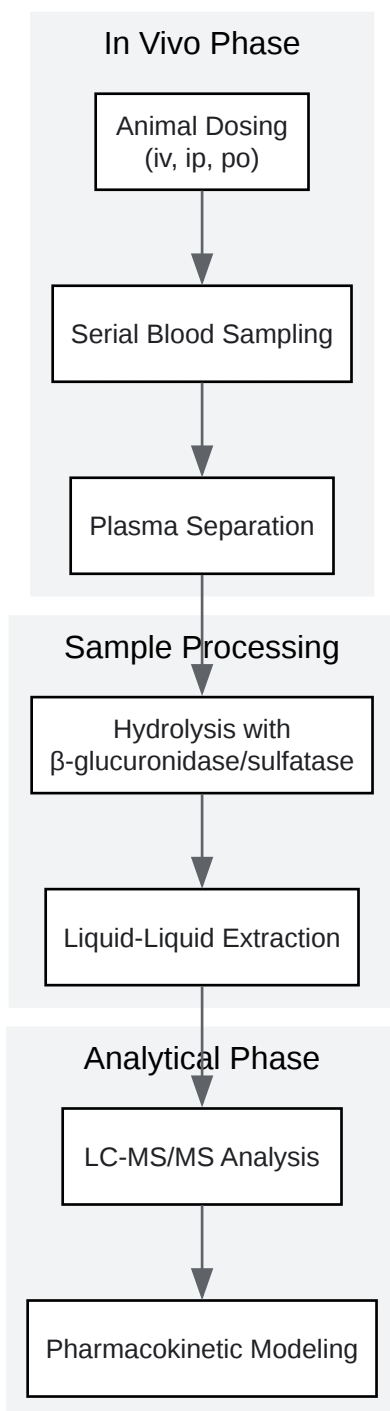 In Vivo Phase
Animal Dosing
(iv, ip, po)
Serial Blood Sampling
Plasma Separation
Sample Processing
Hydrolysis with
β-glucuronidase/sulfatase
Liquid-Liquid Extraction
Analytical Phase
LC-MS/MS Analysis
Pharmacokinetic Modeling